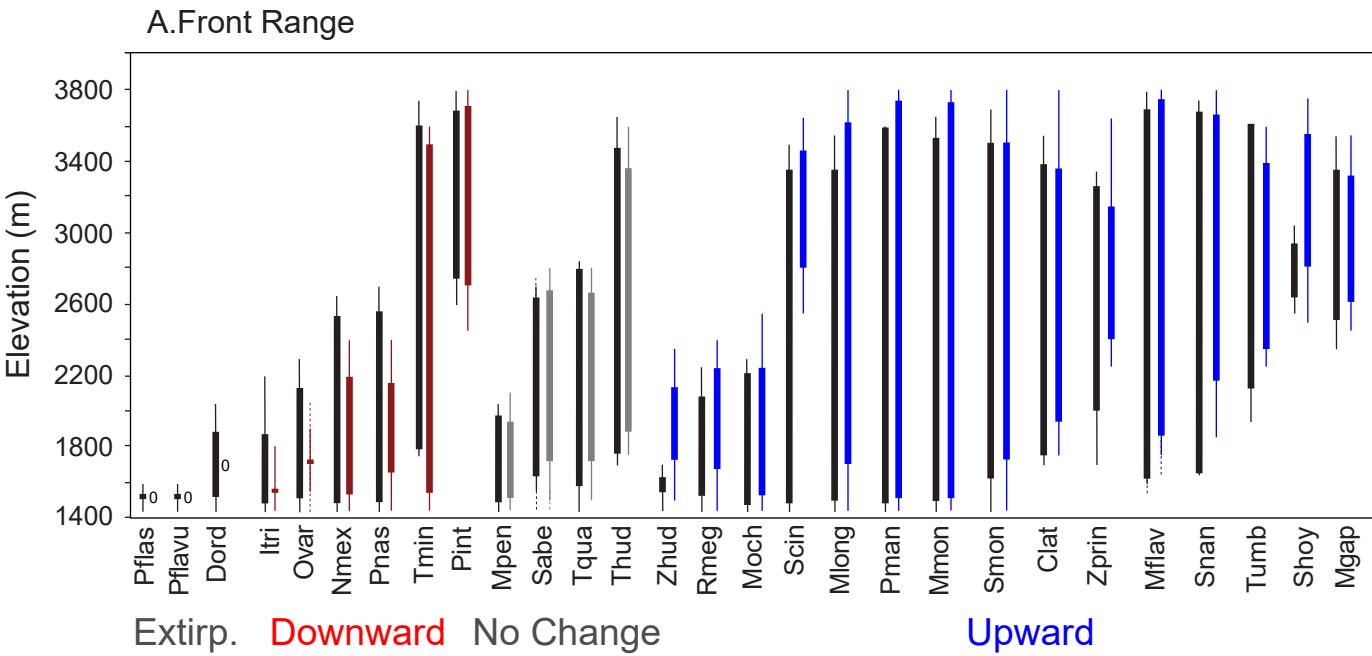 A.Front Range
Elevation (m)
3800
3400
3000
2600
2200
1800
1400
0
0
0
Pflas
Pflavu
Dord
Itri
Ovar
Nmex
Pnas
Tmin
Pint
Mpen
Sabe
Tqua
Thud
Zhud
Rmeg
Moch
Scin
Mlong
Pman
Mmon
Smon
Clat
Zprin
Mflav
Snan
Tumb
Shoy
Mgap
Extirp. Downward No Change Upward